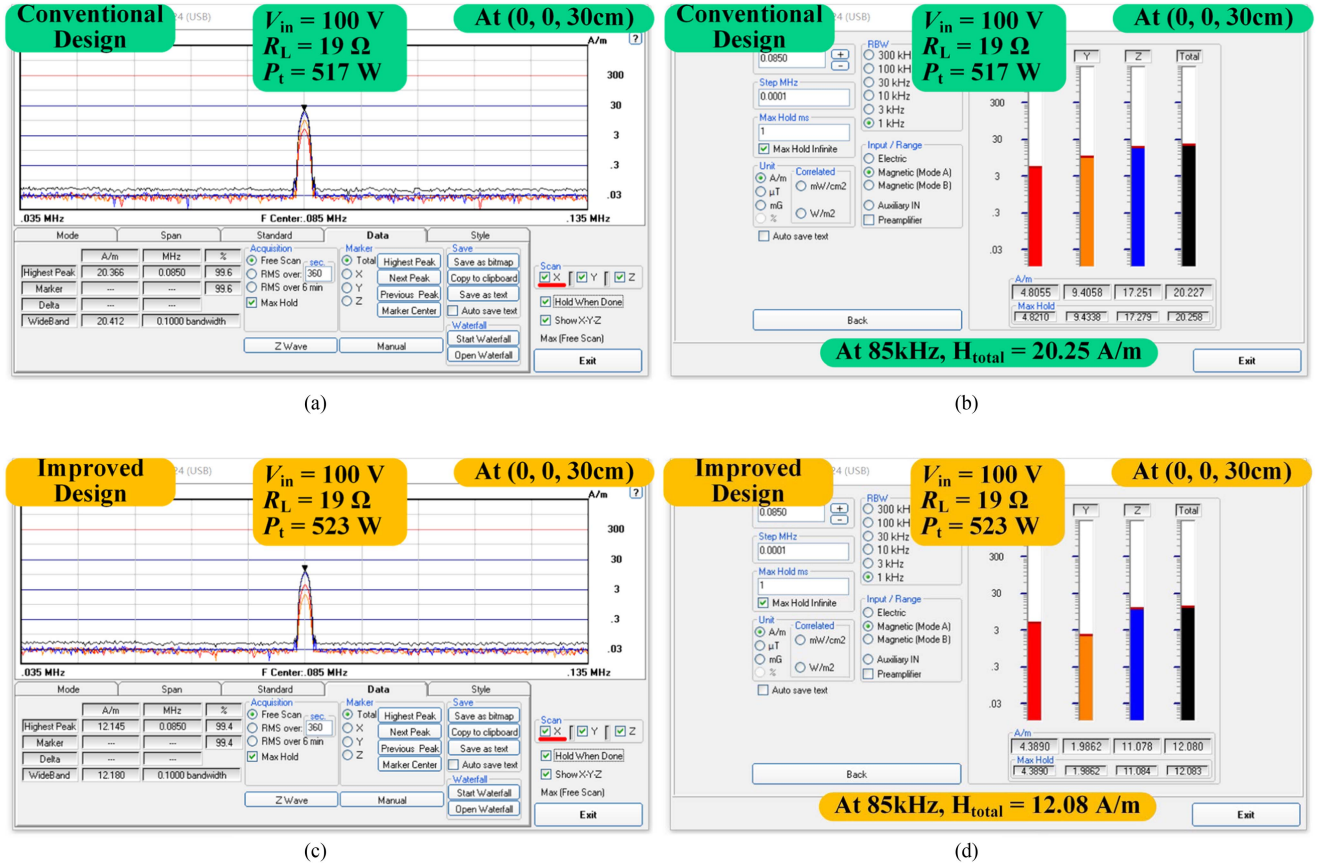 Conventional
Design
24 (USB)
V_in = 100 V
R_L = 19 Ω
P_t = 517 W
At (0, 0, 30cm)
A/m
?
300
30
3
.3
.03
.035 MHz
F Center:.085 MHz
.135 MHz
Mode Span Standard Data Style
A/m MHz %
Highest Peak 20.366 0.0850 99.6
Marker --- --- 99.6
Delta --- ---
WideBand 20.412 0.1000 bandwidth
Acquisition
Free Scan sec.
RMS over: 360
RMS over 6 min
Max Hold
Z Wave
Marker
Total
X
Y
Z
Highest Peak
Next Peak
Previous Peak
Marker Center
Manual
Save
Save as bitmap
Copy to clipboard
Save as text
Auto save text
Waterfall
Start Waterfall
Open Waterfall
Scan
X Y Z
Hold When Done
Show X-Y-Z
Max (Free Scan)
Exit
(a)
Conventional
Design
24 (USB)
V_in = 100 V
R_L = 19 Ω
P_t = 517 W
At (0, 0, 30cm)
0.0850
+
-
Step MHz
0.0001
Max Hold ms
1
Max Hold Infinite
Unit
A/m
µT
mG
%
Correlated
mW/cm2
W/m2
Auto save text
RBW
300 kH
100 kH
30 kHz
10 kHz
3 kHz
1 kHz
Input / Range
Electric
Magnetic (Mode A)
Magnetic (Mode B)
Auxiliary IN
Preamplifier
Back
Y Z Total
300
30
3
.3
.03
A/m
4.8055 9.4058 17.251 20.227
Max Hold
4.8210 9.4338 17.279 20.258
At 85kHz, H_total = 20.25 A/m
Exit
(b)
Improved
Design
24 (USB)
V_in = 100 V
R_L = 19 Ω
P_t = 523 W
At (0, 0, 30cm)
A/m
?
300
30
3
.3
.03
.035 MHz
F Center:.085 MHz
.135 MHz
Mode Span Standard Data Style
A/m MHz %
Highest Peak 12.145 0.0850 99.4
Marker --- --- 99.4
Delta --- ---
WideBand 12.180 0.1000 bandwidth
Acquisition
Free Scan sec.
RMS over: 360
RMS over 6 min
Max Hold
Z Wave
Marker
Total
X
Y
Z
Highest Peak
Next Peak
Previous Peak
Marker Center
Manual
Save
Save as bitmap
Copy to clipboard
Save as text
Auto save text
Waterfall
Start Waterfall
Open Waterfall
Scan
X Y Z
Hold When Done
Show X-Y-Z
Max (Free Scan)
Exit
(c)
Improved
Design
24 (USB)
V_in = 100 V
R_L = 19 Ω
P_t = 523 W
At (0, 0, 30cm)
0.0850
+
-
Step MHz
0.0001
Max Hold ms
1
Max Hold Infinite
Unit
A/m
µT
mG
%
Correlated
mW/cm2
W/m2
Auto save text
RBW
300 kH
100 kH
30 kHz
10 kHz
3 kHz
1 kHz
Input / Range
Electric
Magnetic (Mode A)
Magnetic (Mode B)
Auxiliary IN
Preamplifier
Back
Y Z Total
300
30
3
.3
.03
A/m
4.3890 1.9862 11.078 12.080
Max Hold
4.3890 1.9862 11.084 12.083
At 85kHz, H_total = 12.08 A/m
Exit
(d)